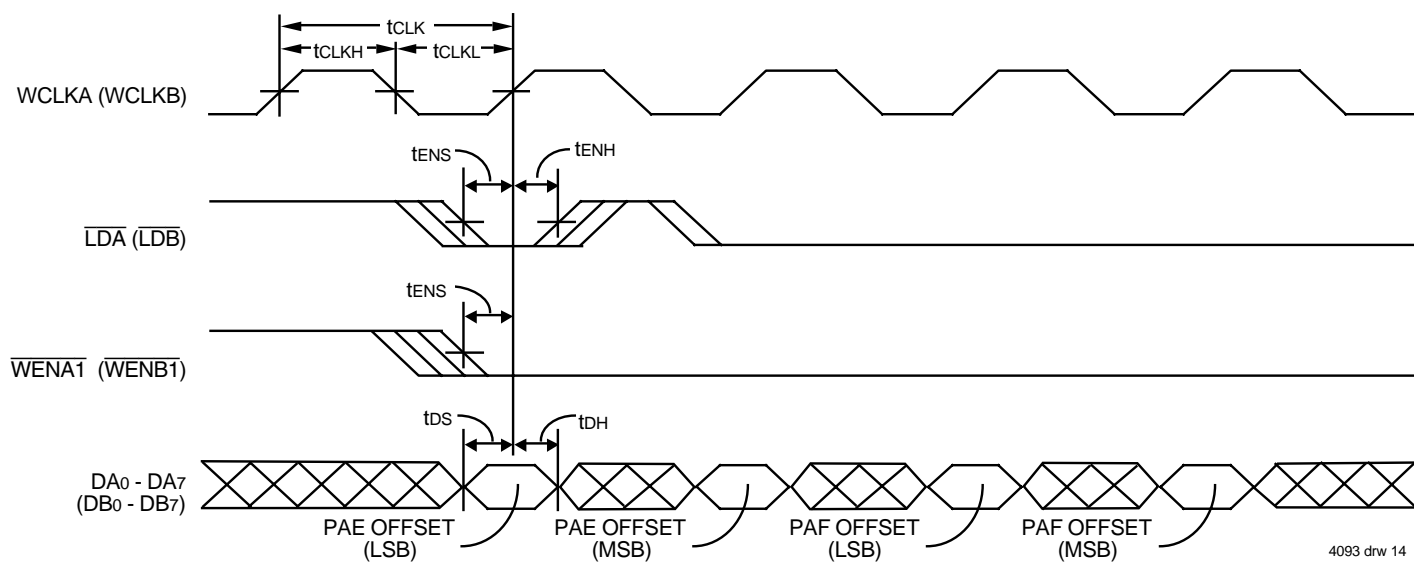 tCLK
tCLKH
tCLKL
WCLKA (WCLKB)
tENS
tENH
LDA (LDB)
tENS
WENA1 (WENB1)
tDS
tDH
DA0 - DA7
(DB0 - DB7)
PAE OFFSET
(LSB)
PAE OFFSET
(MSB)
PAF OFFSET
(LSB)
PAF OFFSET
(MSB)
4093 drw 14